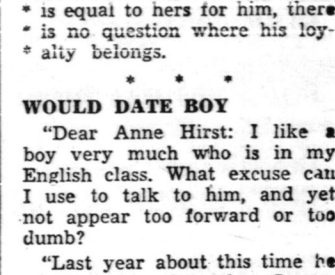 * is equal to hers for him, there
* is no question where his loy-
* alty belongs.
* * *
WOULD DATE BOY
"Dear Anne Hirst: I like a
boy very much who is in my
English class. What excuse can
I use to talk to him, and yet
not appear too forward or too
dumb?
"Last year about this time he